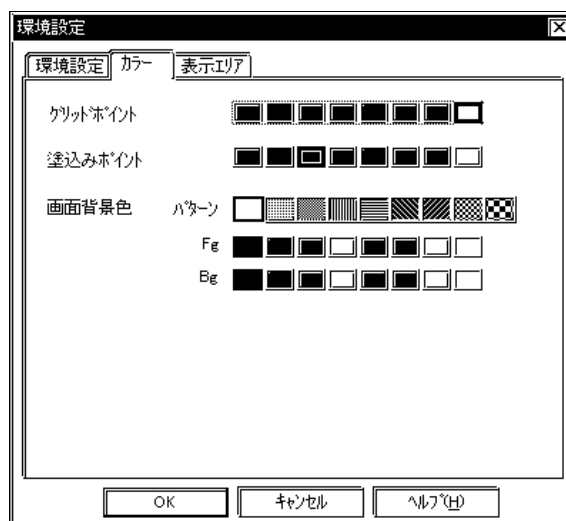 環境設定
環境設定 ｶﾗｰ 表示ｴﾘｱ
ｸﾞﾘｯﾄﾞﾎﾟｲﾝﾄ
塗込みﾎﾟｲﾝﾄ
画面背景色 ﾊﾟﾀｰﾝ
Fg
Bg
OK ｷｬﾝｾﾙ ﾍﾙﾌﾟ(H)